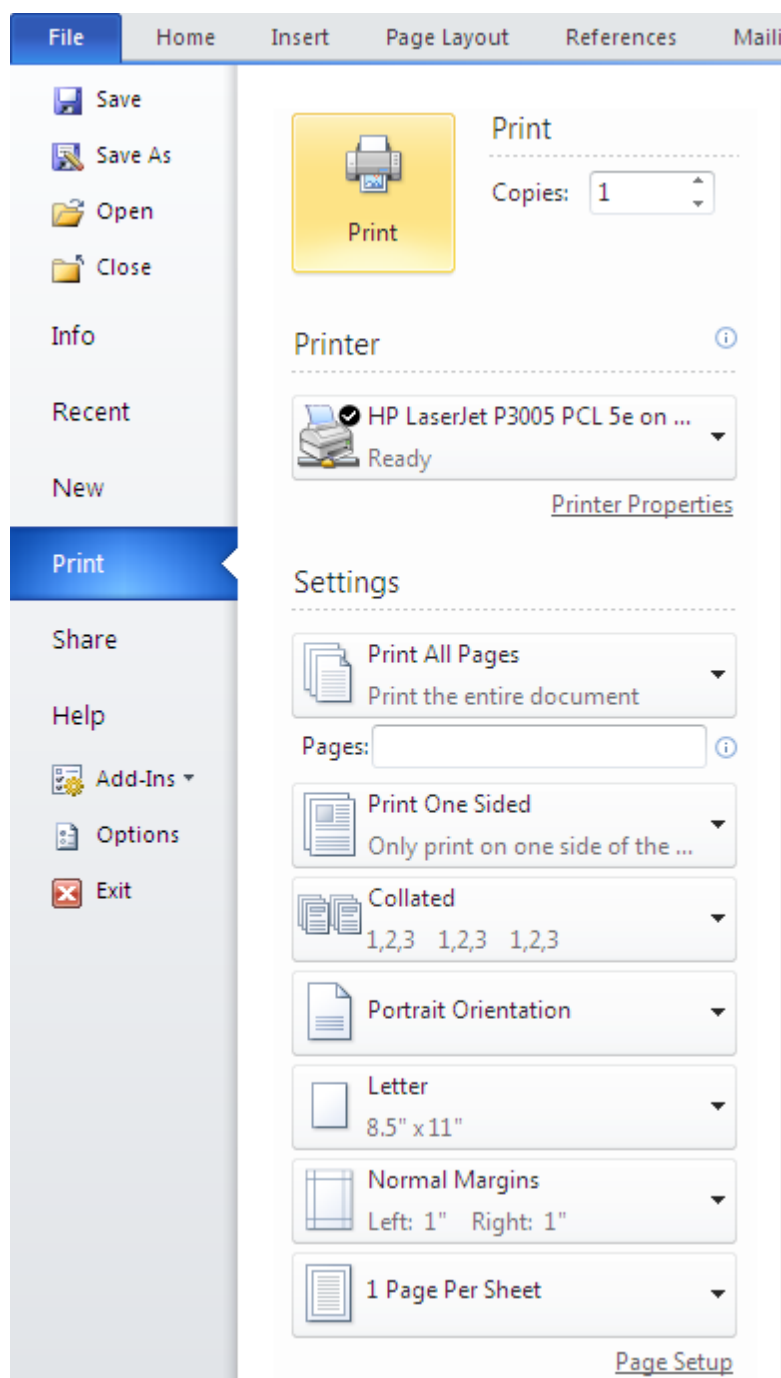 File Home Insert Page Layout References Maili
Save
Save As
Open
Close
Info
Recent
New
Print
Share
Help
Add-Ins
Options
Exit
Print
Print
Copies: 1
Printer
HP LaserJet P3005 PCL 5e on ...
Ready
Printer Properties
Settings
Print All Pages
Print the entire document
Pages:
Print One Sided
Only print on one side of the ...
Collated
1,2,3 1,2,3 1,2,3
Portrait Orientation
Letter
8.5" x 11"
Normal Margins
Left: 1" Right: 1"
1 Page Per Sheet
Page Setup